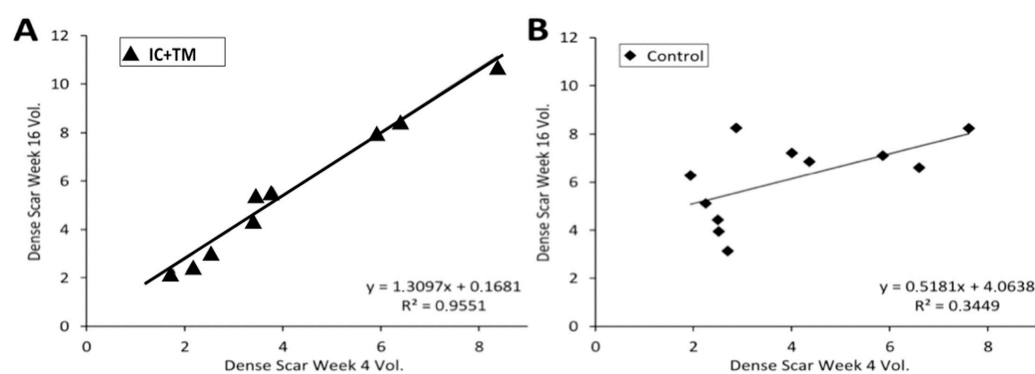 A
IC+TM
Dense Scar Week 16 Vol.
12
10
8
6
4
2
0
y = 1.3097x + 0.1681
R² = 0.9551
0 2 4 6 8
Dense Scar Week 4 Vol.
B
Control
Dense Scar Week 16 Vol.
12
10
8
6
4
2
0
y = 0.5181x + 4.0638
R² = 0.3449
0 2 4 6 8
Dense Scar Week 4 Vol.